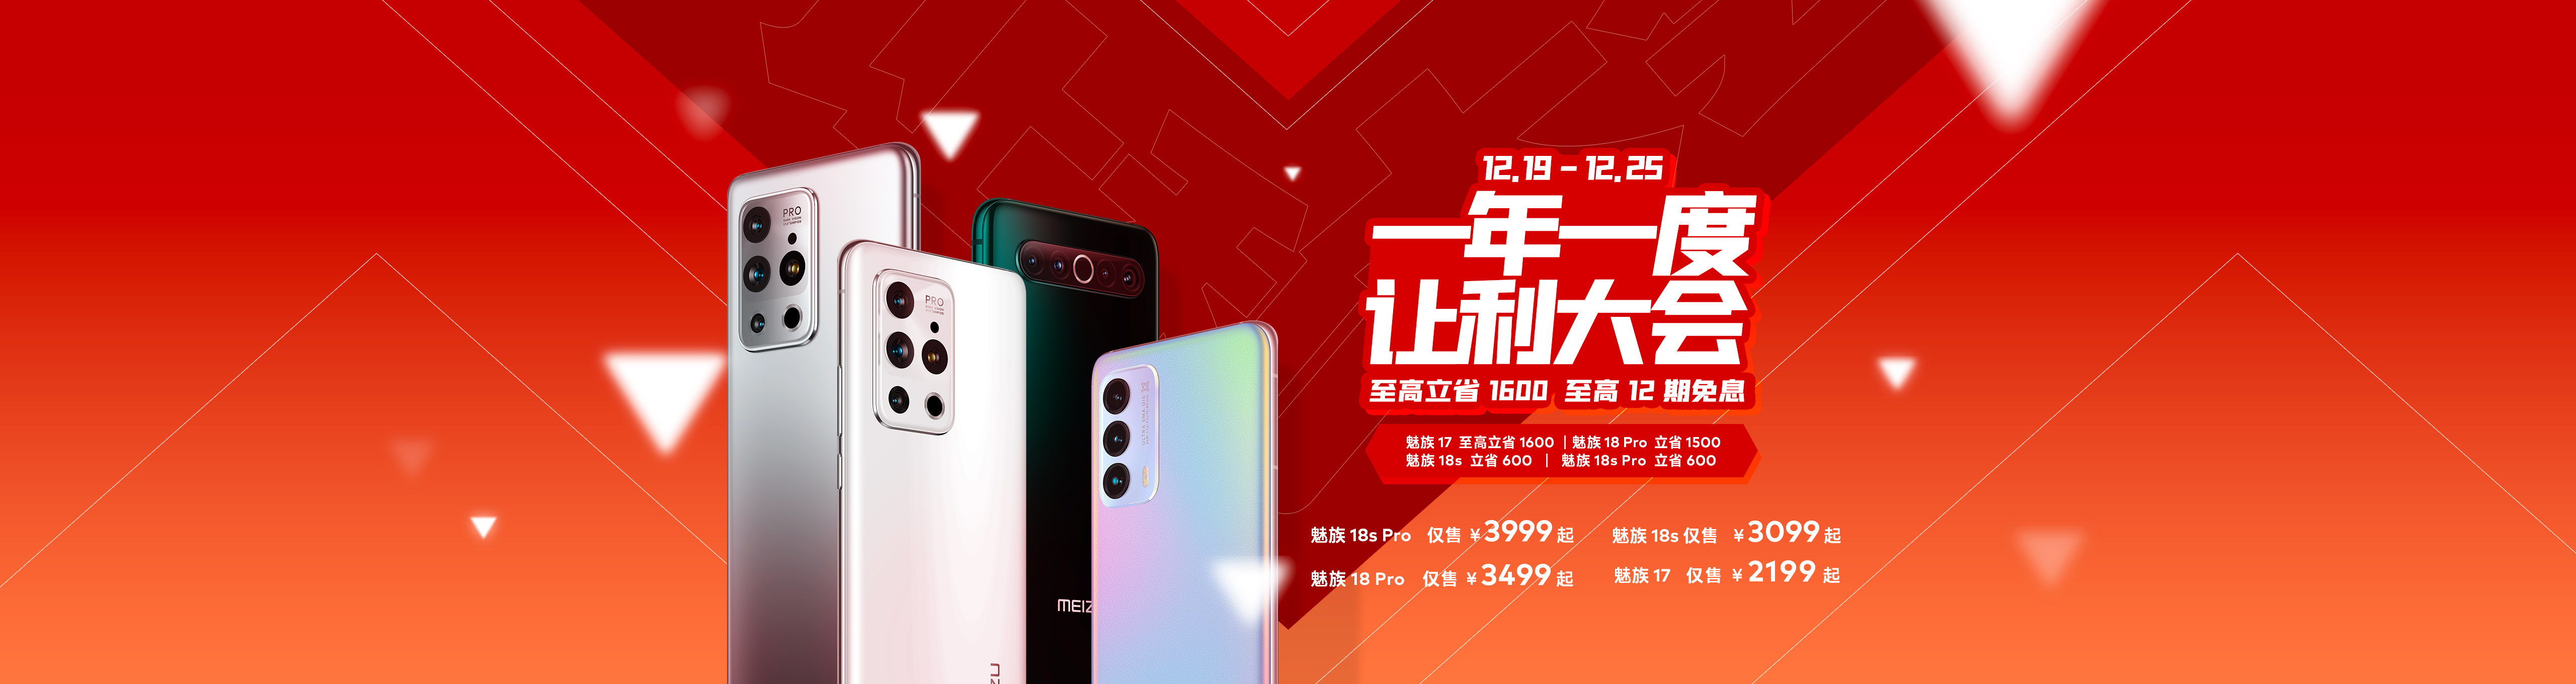 PRO
PRO
MEIZ
ZU
12.19 - 12.25
一年一度
让利大会
至高立省 1600 至高 12 期免息
魅族 17 至高立省 1600 | 魅族 18 Pro 立省 1500
魅族 18s 立省 600 | 魅族 18s Pro 立省 600
魅族 18s Pro 仅售 ¥3999 起 魅族 18s 仅售 ¥3099 起
魅族 18 Pro 仅售 ¥3499 起 魅族 17 仅售 ¥2199 起